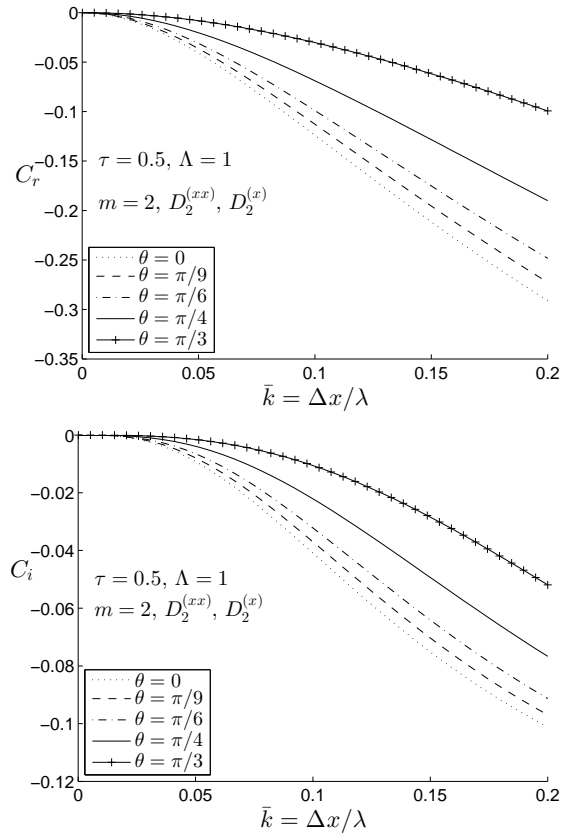 0
−0.05
−0.1
−0.15
−0.2
−0.25
−0.3
−0.35
C_r
τ = 0.5, Λ = 1
m = 2, D_2^{(xx)}, D_2^{(x)}
θ = 0
θ = π/9
θ = π/6
θ = π/4
θ = π/3
0 0.05 0.1 0.15 0.2
k̄ = Δx/λ
0
−0.02
−0.04
−0.06
−0.08
−0.1
−0.12
C_i
τ = 0.5, Λ = 1
m = 2, D_2^{(xx)}, D_2^{(x)}
θ = 0
θ = π/9
θ = π/6
θ = π/4
θ = π/3
0 0.05 0.1 0.15 0.2
k̄ = Δx/λ